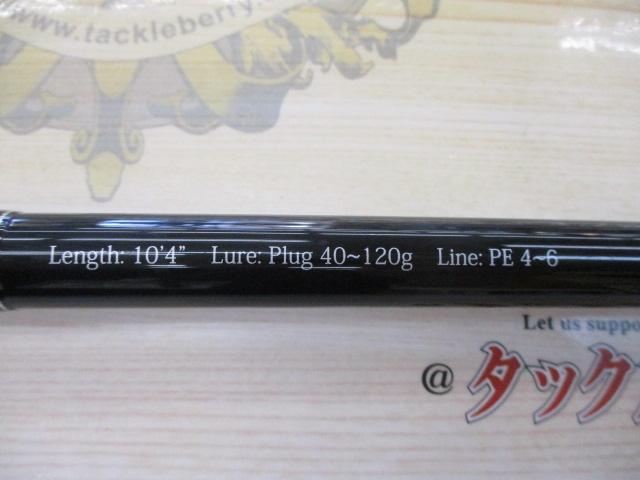 www.tackleberry.
Length: 10'4" Lure: Plug 40~120g Line: PE 4~6
Let us suppo
@ タック